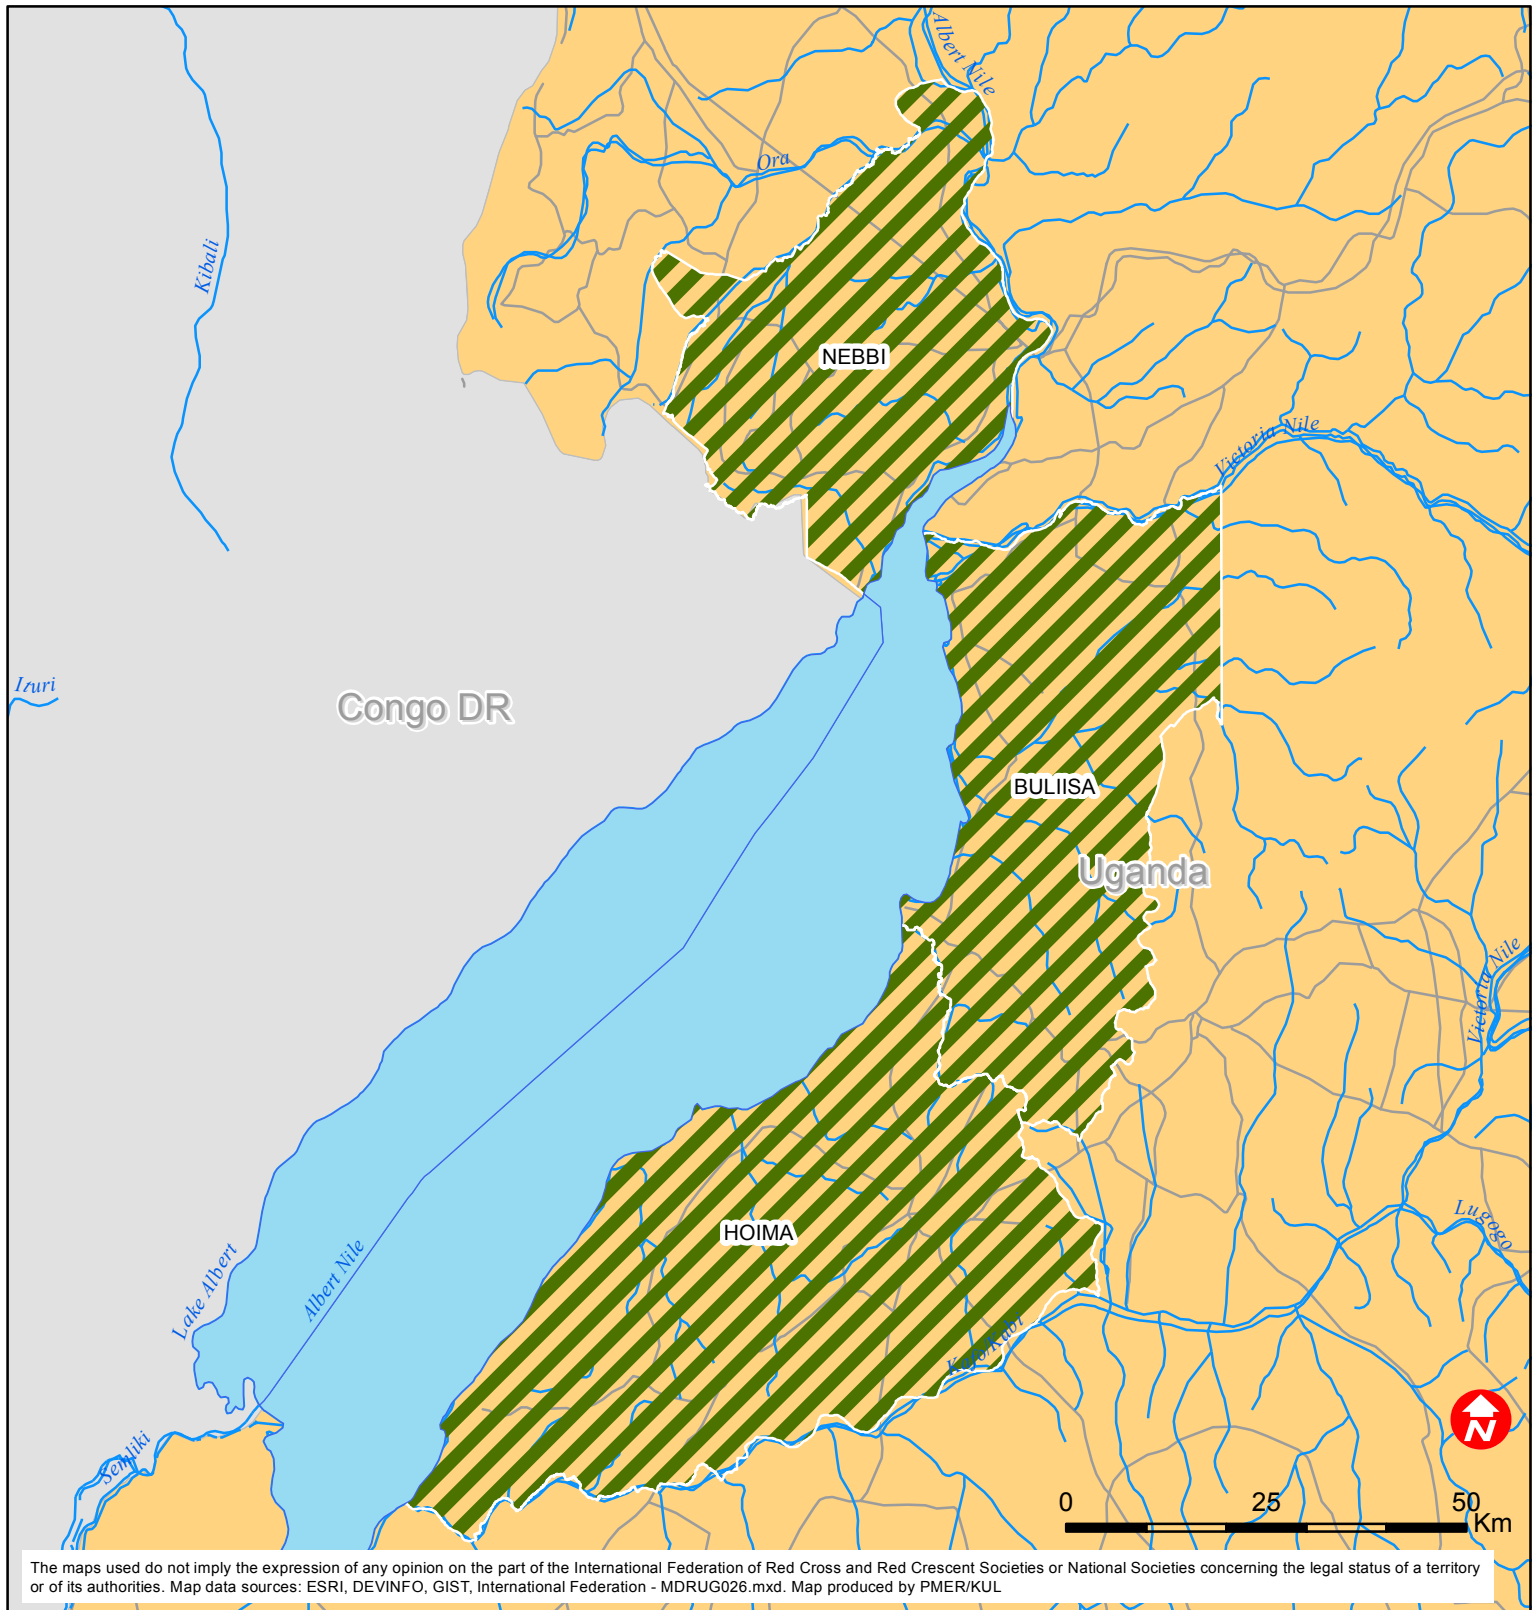 Albert Nile
Ora
Kibali
NEBBI
Victoria Nile
Ituri
Congo DR
BULIISA
Uganda
Victoria Nile
Lugogo
HOIMA
Lake Albert
Albert Nile
Kafo/Kabi
Semliki
N
0 25 50
Km
The maps used do not imply the expression of any opinion on the part of the International Federation of Red Cross and Red Crescent Societies or National Societies concerning the legal status of a territory
or of its authorities. Map data sources: ESRI, DEVINFO, GIST, International Federation - MDRUG026.mxd. Map produced by PMER/KUL